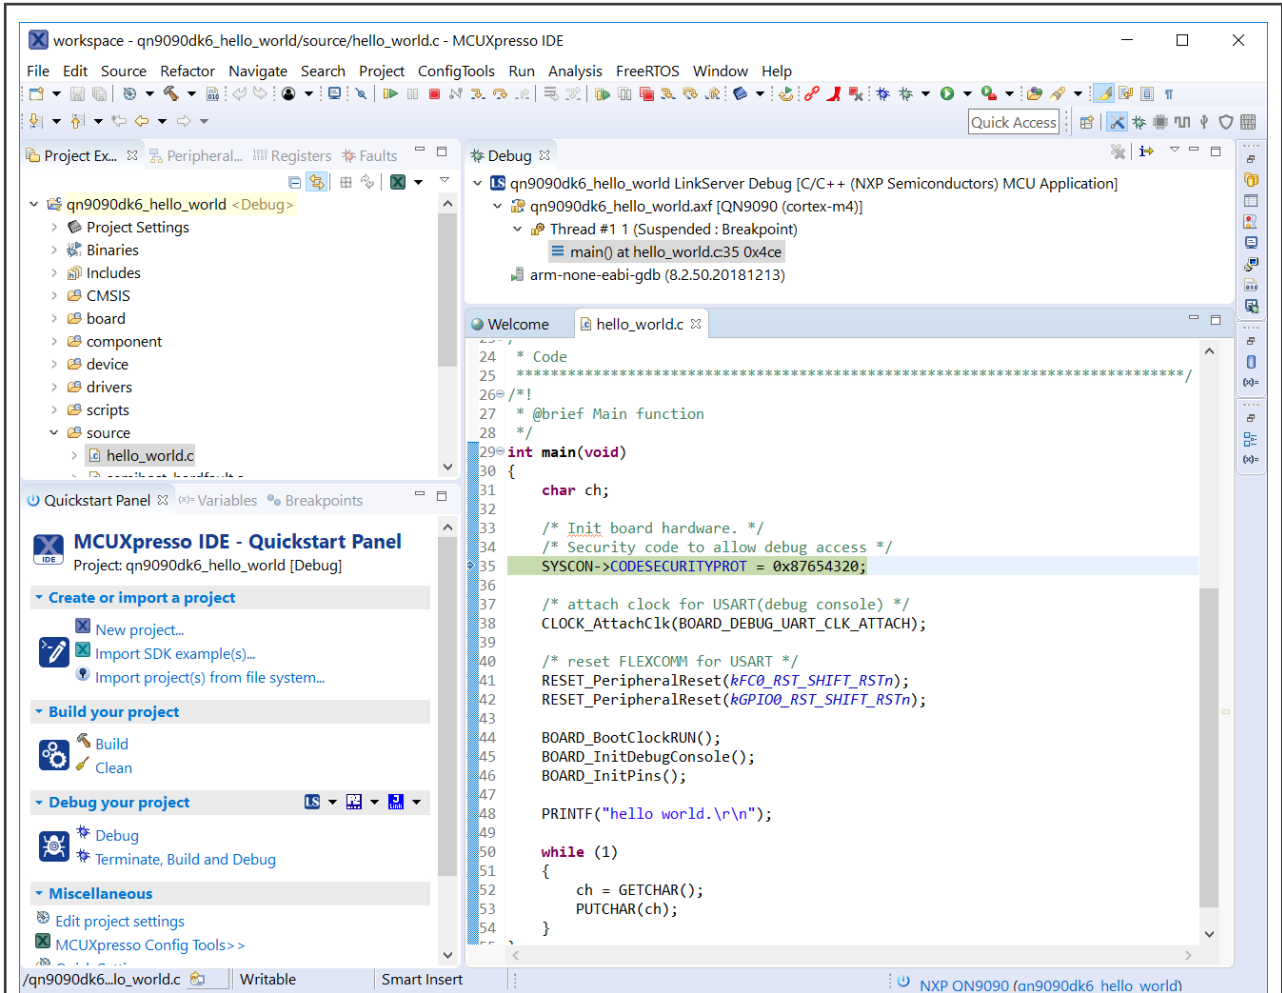 workspace - qn9090dk6_hello_world/source/hello_world.c - MCUXpresso IDE
File Edit Source Refactor Navigate Search Project ConfigTools Run Analysis FreeRTOS Window Help
Quick Access
Project Ex... Peripheral... Registers Faults
qn9090dk6_hello_world <Debug>
Project Settings
Binaries
Includes
CMSIS
board
component
device
drivers
scripts
source
hello_world.c
Debug
LS qn9090dk6_hello_world LinkServer Debug [C/C++ (NXP Semiconductors) MCU Application]
qn9090dk6_hello_world.axf [QN9090 (cortex-m4)]
Thread #1 1 (Suspended : Breakpoint)
main() at hello_world.c:35 0x4ce
arm-none-eabi-gdb (8.2.50.20181213)
Quickstart Panel (x)= Variables Breakpoints
IDE
MCUXpresso IDE - Quickstart Panel
Project: qn9090dk6_hello_world [Debug]
Create or import a project
New project...
Import SDK example(s)...
Import project(s) from file system...
Build your project
Build
Clean
Debug your project LS
Debug
Terminate, Build and Debug
Miscellaneous
Edit project settings
MCUXpresso Config Tools>>
Welcome hello_world.c
24 * Code
25 ******************************************************************************/
26 /*!
27 * @brief Main function
28 */
29 int main(void)
30 {
31 char ch;
32
33 /* Init board hardware. */
34 /* Security code to allow debug access */
35 SYSCON->CODESECURITYPROT = 0x87654320;
36
37 /* attach clock for USART(debug console) */
38 CLOCK_AttachClk(BOARD_DEBUG_UART_CLK_ATTACH);
39
40 /* reset FLEXCOMM for USART */
41 RESET_PeripheralReset(kFC0_RST_SHIFT_RSTn);
42 RESET_PeripheralReset(kGPIO0_RST_SHIFT_RSTn);
43
44 BOARD_BootClockRUN();
45 BOARD_InitDebugConsole();
46 BOARD_InitPins();
47
48 PRINTF("hello world.\r\n");
49
50 while (1)
51 {
52 ch = GETCHAR();
53 PUTCHAR(ch);
54 }
/qn9090dk6...lo_world.c Writable Smart Insert NXP QN9090 (qn9090dk6_hello_world)